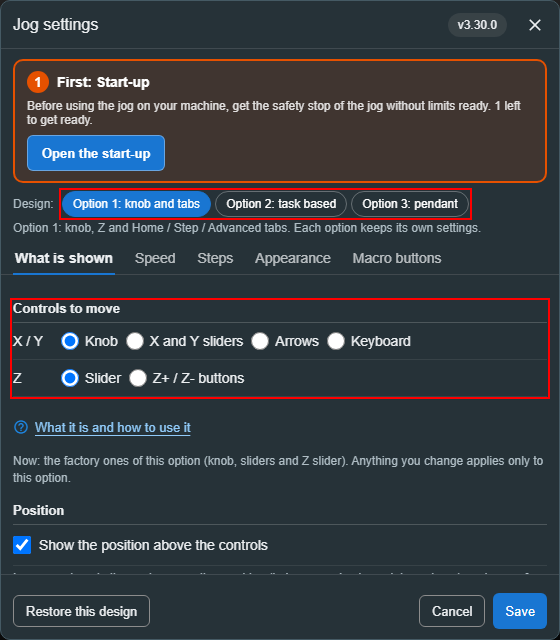 Jog settings
v3.30.0
1 First: Start-up
Before using the jog on your machine, get the safety stop of the jog without limits ready. 1 left
to get ready.
Open the start-up
Design: Option 1: knob and tabs Option 2: task based Option 3: pendant
Option 1: knob, Z and Home / Step / Advanced tabs. Each option keeps its own settings.
What is shown Speed Steps Appearance Macro buttons
Controls to move
X / Y Knob X and Y sliders Arrows Keyboard
Z Slider Z+ / Z- buttons
What it is and how to use it
Now: the factory ones of this option (knob, sliders and Z slider). Anything you change applies only to
this option.
Position
Show the position above the controls
Restore this design Cancel Save